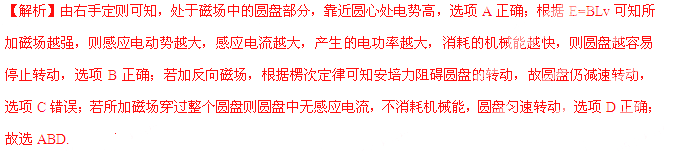 【解析】由右手定则可知，处于磁场中的圆盘部分，靠近圆心处电势高，选项 A 正确；根据 E=BLv 可知所
加磁场越强，则感应电动势越大，感应电流越大，产生的电功率越大，消耗的机械能越快，则圆盘越容易
停止转动，选项 B 正确；若加反向磁场，根据楞次定律可知安培力阻碍圆盘的转动，故圆盘仍减速转动，
选项 C 错误；若所加磁场穿过整个圆盘则圆盘中无感应电流，不消耗机械能，圆盘匀速转动，选项 D 正确；
故选 ABD.